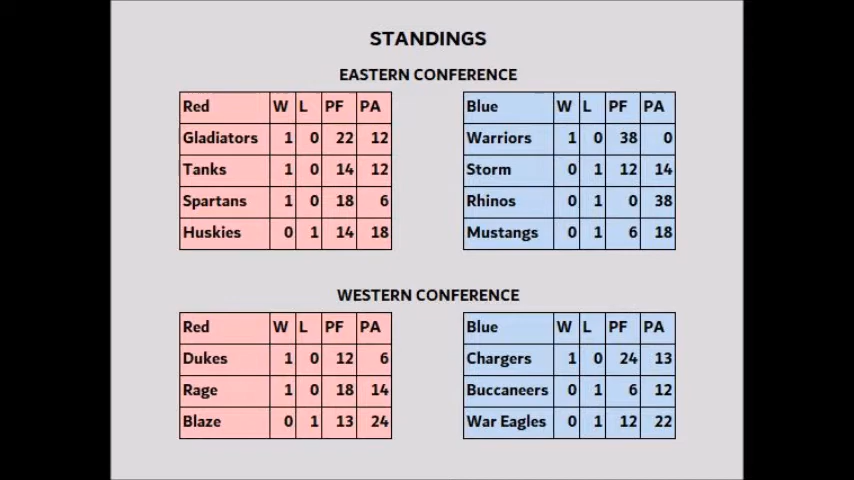 STANDINGS
EASTERN CONFERENCE
Red W L PF PA
Gladiators 1 0 22 12
Tanks 1 0 14 12
Spartans 1 0 18 6
Huskies 0 1 14 18
Blue W L PF PA
Warriors 1 0 38 0
Storm 0 1 12 14
Rhinos 0 1 0 38
Mustangs 0 1 6 18
WESTERN CONFERENCE
Red W L PF PA
Dukes 1 0 12 6
Rage 1 0 18 14
Blaze 0 1 13 24
Blue W L PF PA
Chargers 1 0 24 13
Buccaneers 0 1 6 12
War Eagles 0 1 12 22